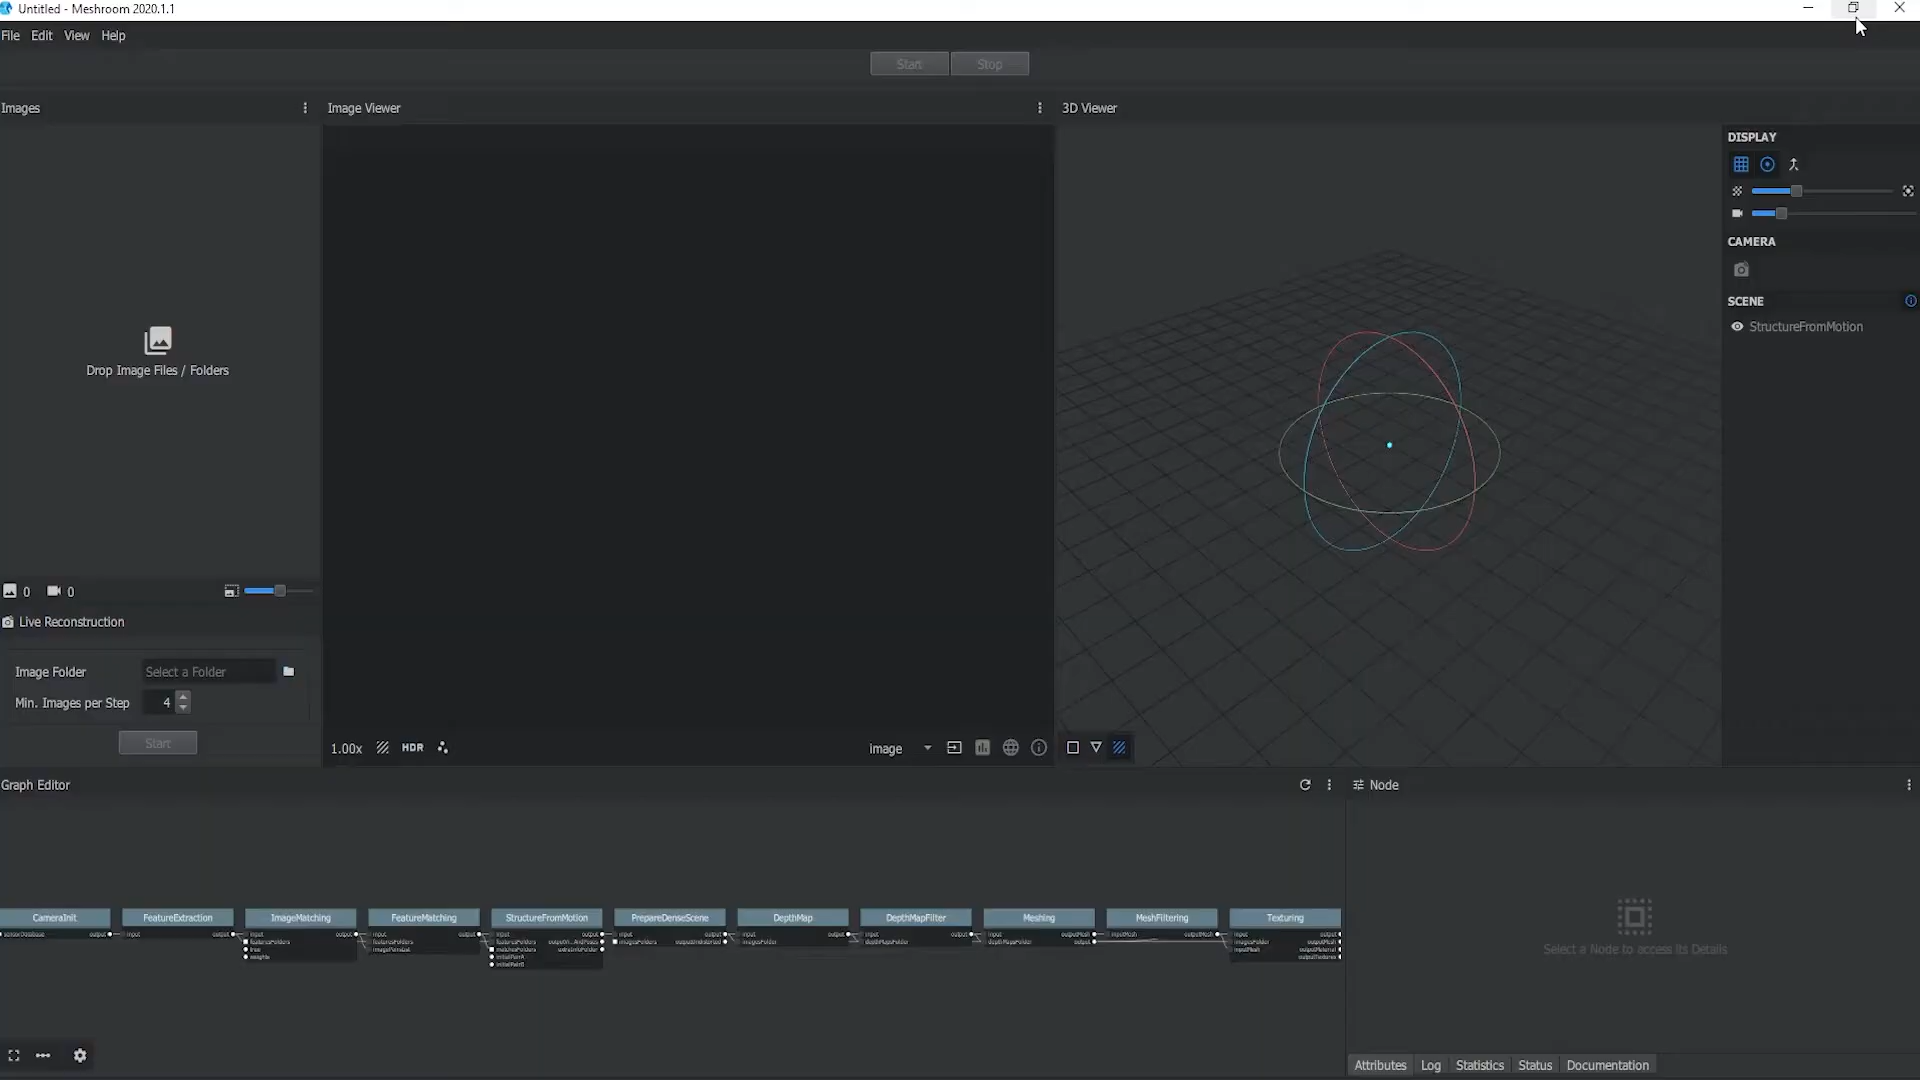 Untitled - Meshroom 2020.1.1
File Edit View Help
Start Stop
Images
Image Viewer
3D Viewer
DISPLAY
CAMERA
SCENE
StructureFromMotion
Drop Image Files / Folders
0 0
Live Reconstruction
Image Folder Select a Folder
Min. Images per Step 4
Start
1.00x HDR image
Graph Editor
Node
CameraInit FeatureExtraction ImageMatching FeatureMatching StructureFromMotion PrepareDenseScene DepthMap DepthMapFilter Meshing MeshFiltering Texturing
Select a Node to access its Details
Attributes Log Statistics Status Documentation